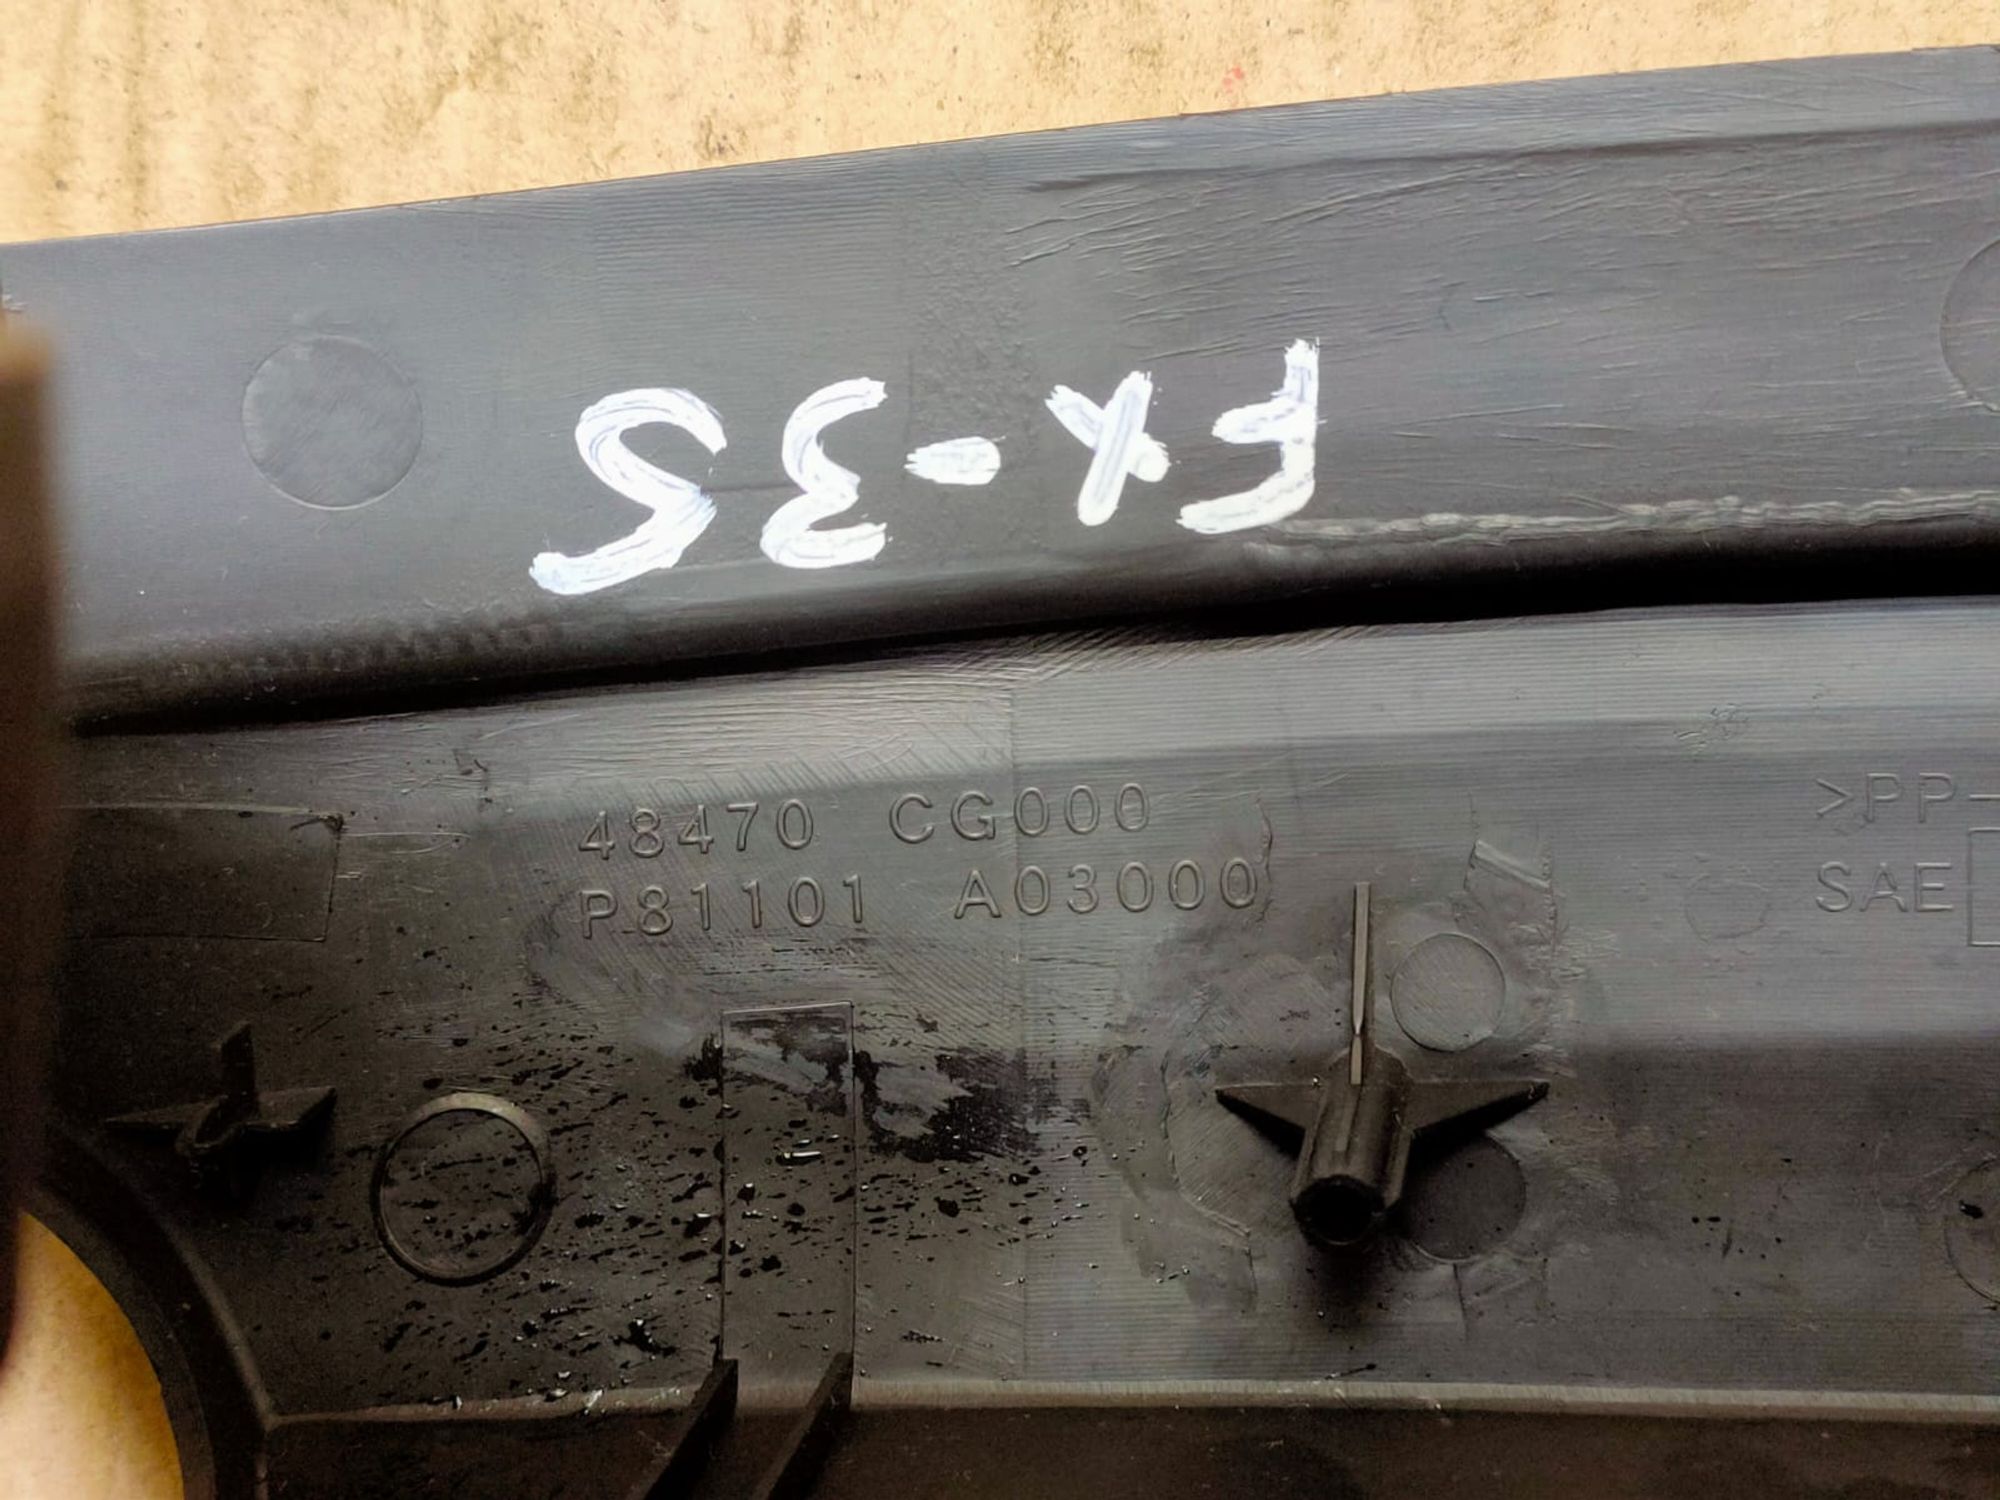 FX-35
48470 CG000
P81101 A03000
>PP-
SAE